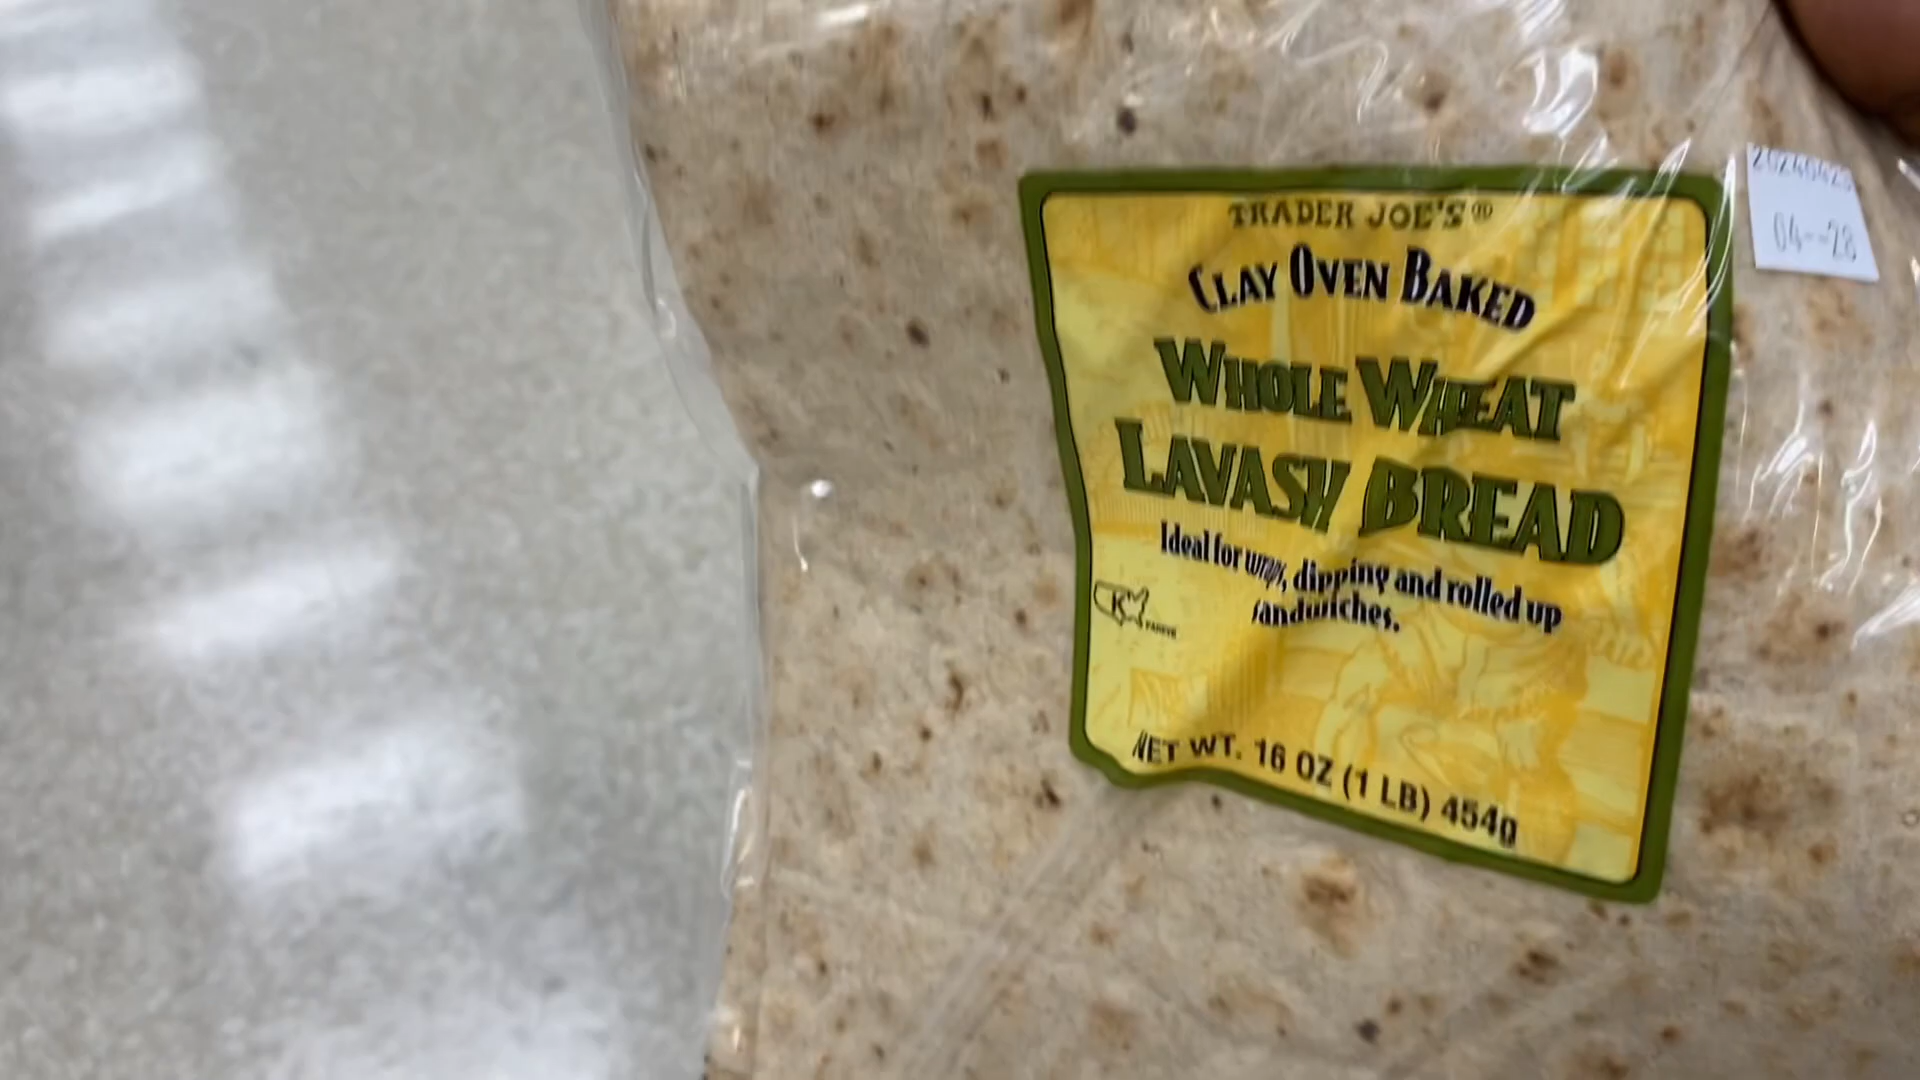 TRADER JOE'S®
CLAY OVEN BAKED
WHOLE WHEAT
LAVASH BREAD
Ideal for wraps, dipping and rolled up
sandwiches.
K
PAREVE
NET WT. 16 OZ (1 LB) 454g
04--28